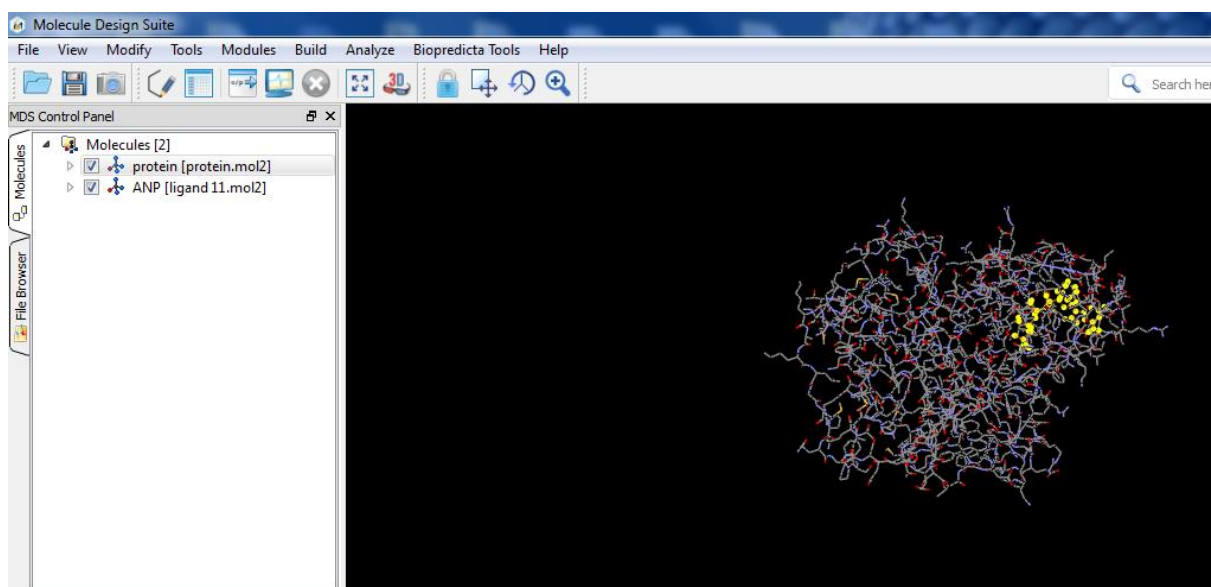 Molecule Design Suite
File View Modify Tools Modules Build Analyze Biopredicta Tools Help
o/p
3D
Search her
MDS Control Panel
Molecules
File Browser
Molecules [2]
protein [protein.mol2]
ANP [ligand 11.mol2]